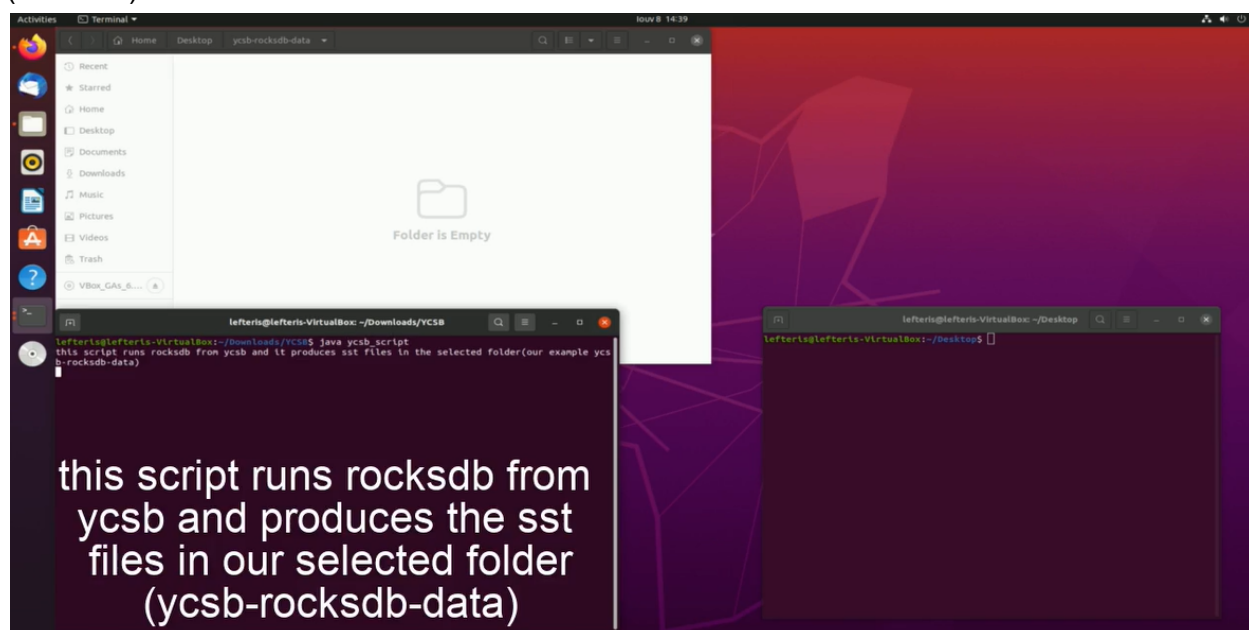 Activities
Terminal
Ιουν 8 14:39
Home
Desktop
ycsb-rocksdb-data
Recent
Starred
Home
Desktop
Documents
Downloads
Music
Pictures
Videos
Trash
VBox_GAs_6....
Folder is Empty
lefteris@lefteris-VirtualBox: ~/Downloads/YCSB
lefteris@lefteris-VirtualBox:~/Downloads/YCSB$ java ycsb_script
this script runs rocksdb from ycsb and it produces sst files in the selected folder(our example ycs
b-rocksdb-data)
this script runs rocksdb from
ycsb and produces the sst
files in our selected folder
(ycsb-rocksdb-data)
lefteris@lefteris-VirtualBox: ~/Desktop
lefteris@lefteris-VirtualBox:~/Desktop$